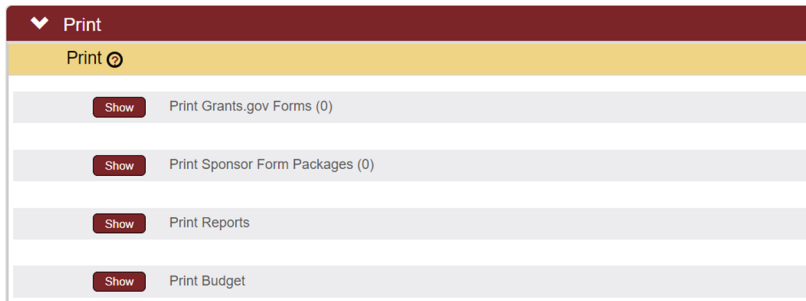 Print
Print ?
Show Print Grants.gov Forms (0)
Show Print Sponsor Form Packages (0)
Show Print Reports
Show Print Budget